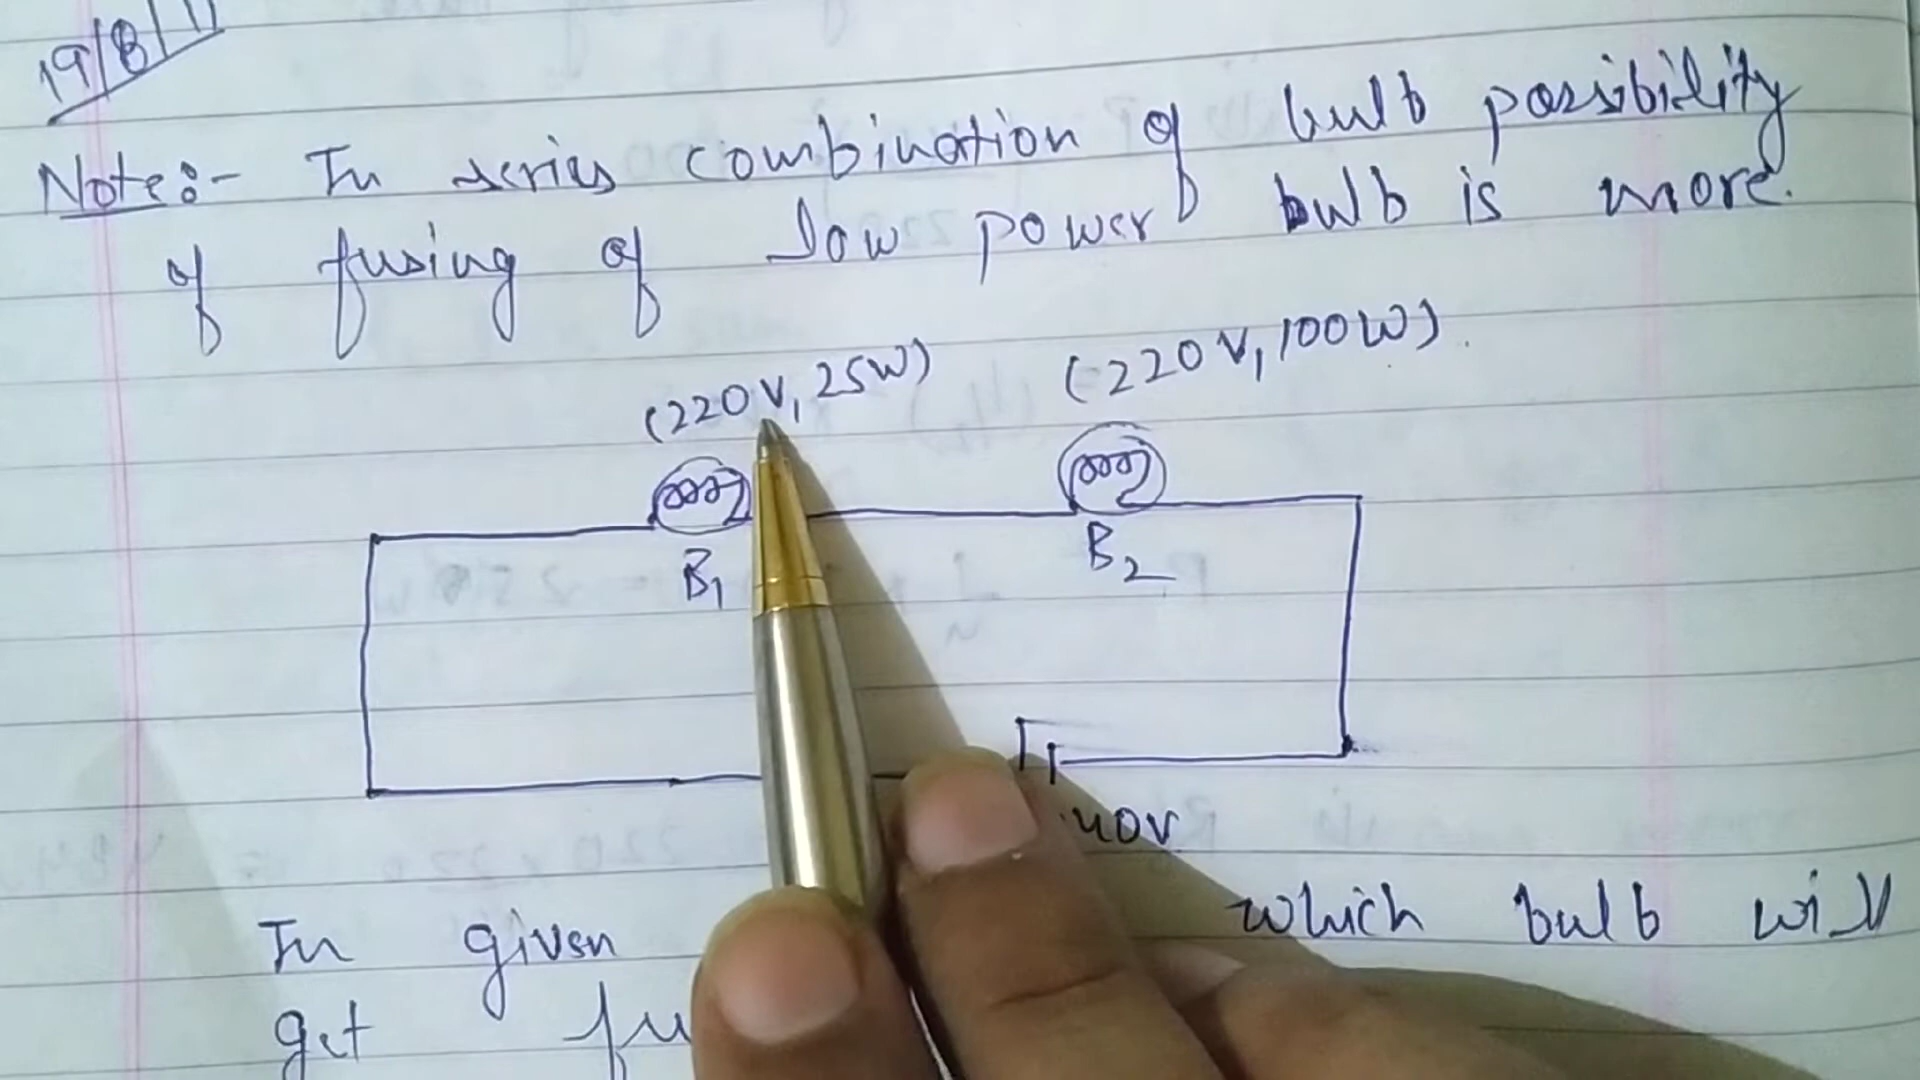 19/8/11
Note:- In series combination of bulb possibility
of fusing of low power bulb is more.
(220V, 25W) (220V, 100W).
B1 B2
40V
In given which bulb will
get